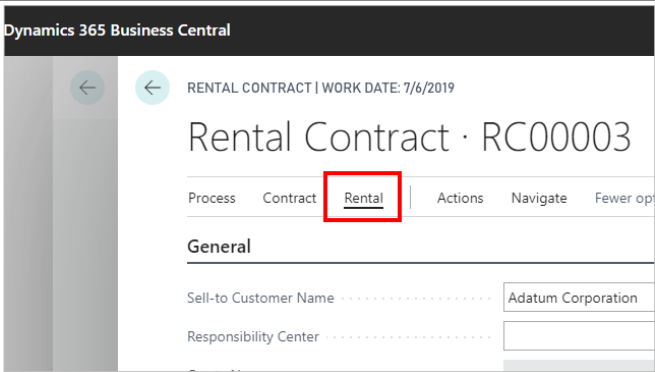 Dynamics 365 Business Central
RENTAL CONTRACT | WORK DATE: 7/6/2019
Rental Contract · RC00003
Process Contract Rental Actions Navigate Fewer
General
Sell-to Customer Name Adatum Corporation
Responsibility Center